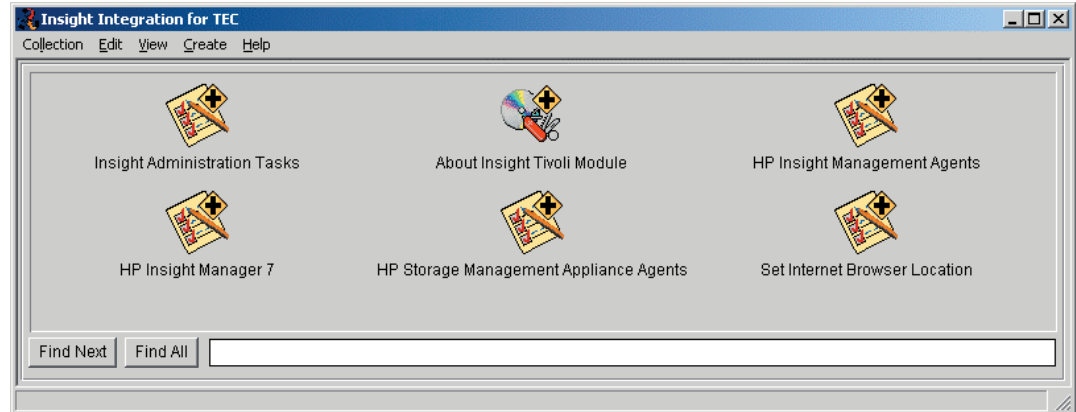 Insight Integration for TEC
Collection Edit View Create Help
Insight Administration Tasks
About Insight Tivoli Module
HP Insight Management Agents
HP Insight Manager 7
HP Storage Management Appliance Agents
Set Internet Browser Location
Find Next Find All